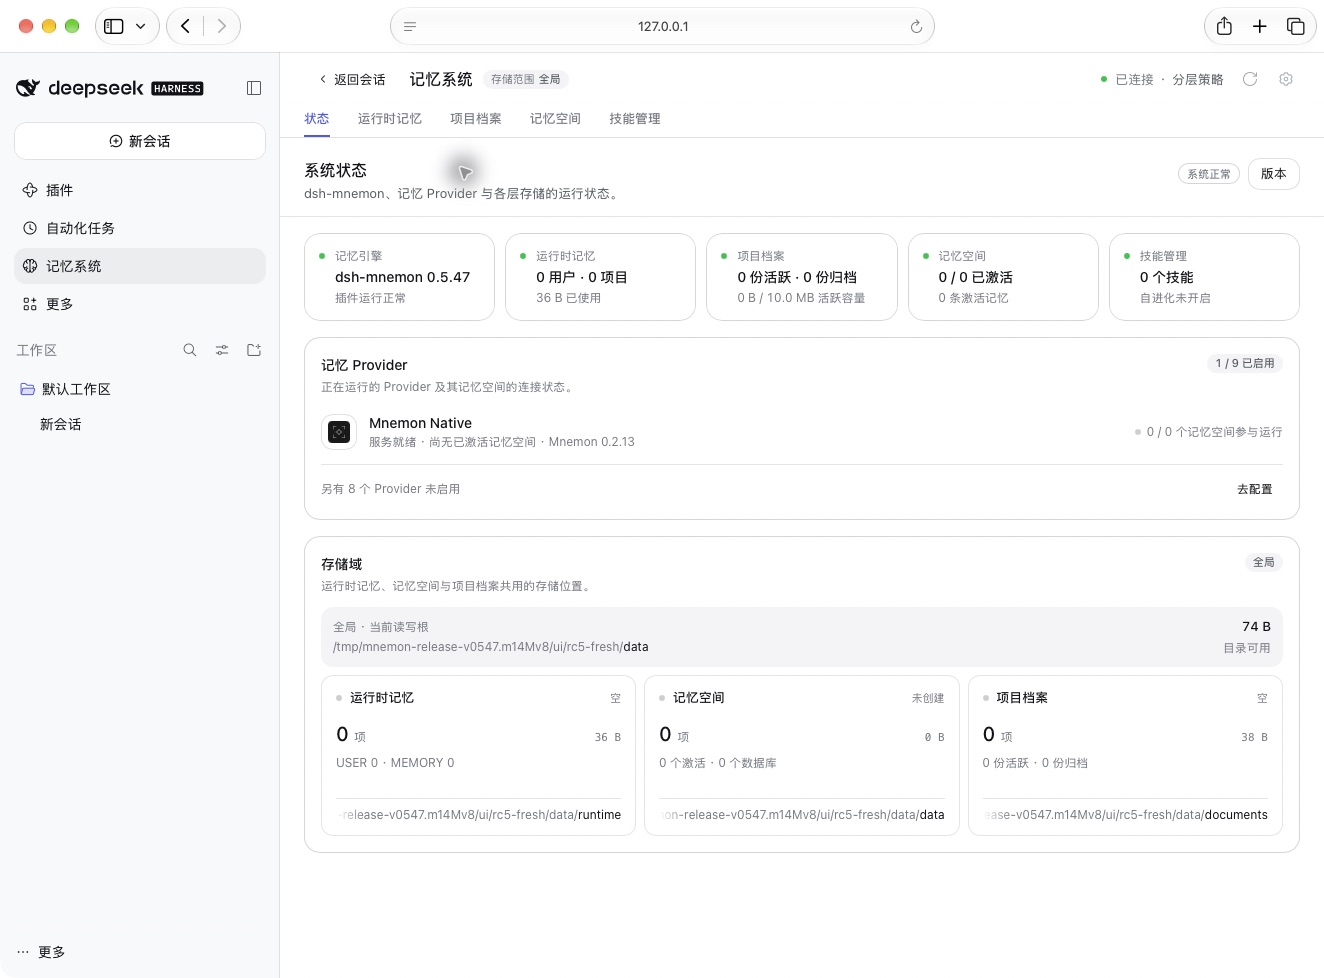 127.0.0.1
deepseek HARNESS
新会话
插件
自动化任务
记忆系统
更多
工作区
默认工作区
新会话
更多
返回会话
记忆系统
存储范围 全局
已连接 · 分层策略
状态
运行时记忆
项目档案
记忆空间
技能管理
系统状态
dsh-mnemon、记忆 Provider 与各层存储的运行状态。
系统正常
版本
记忆引擎
dsh-mnemon 0.5.47
插件运行正常
运行时记忆
0 用户 · 0 项目
36 B 已使用
项目档案
0 份活跃 · 0 份归档
0 B / 10.0 MB 活跃容量
记忆空间
0 / 0 已激活
0 条激活记忆
技能管理
0 个技能
自进化未开启
记忆 Provider
1 / 9 已启用
正在运行的 Provider 及其记忆空间的连接状态。
Mnemon Native
服务就绪 · 尚无已激活记忆空间 · Mnemon 0.2.13
0 / 0 个记忆空间参与运行
另有 8 个 Provider 未启用
去配置
存储域
全局
运行时记忆、记忆空间与项目档案共用的存储位置。
全局 · 当前读写根
74 B
/tmp/mnemon-release-v0547.m14Mv8/ui/rc5-fresh/data
目录可用
运行时记忆
空
0 项
36 B
USER 0 · MEMORY 0
-release-v0547.m14Mv8/ui/rc5-fresh/data/runtime
记忆空间
未创建
0 项
0 B
0 个激活 · 0 个数据库
on-release-v0547.m14Mv8/ui/rc5-fresh/data/data
项目档案
空
0 项
38 B
0 份活跃 · 0 份归档
ease-v0547.m14Mv8/ui/rc5-fresh/data/documents